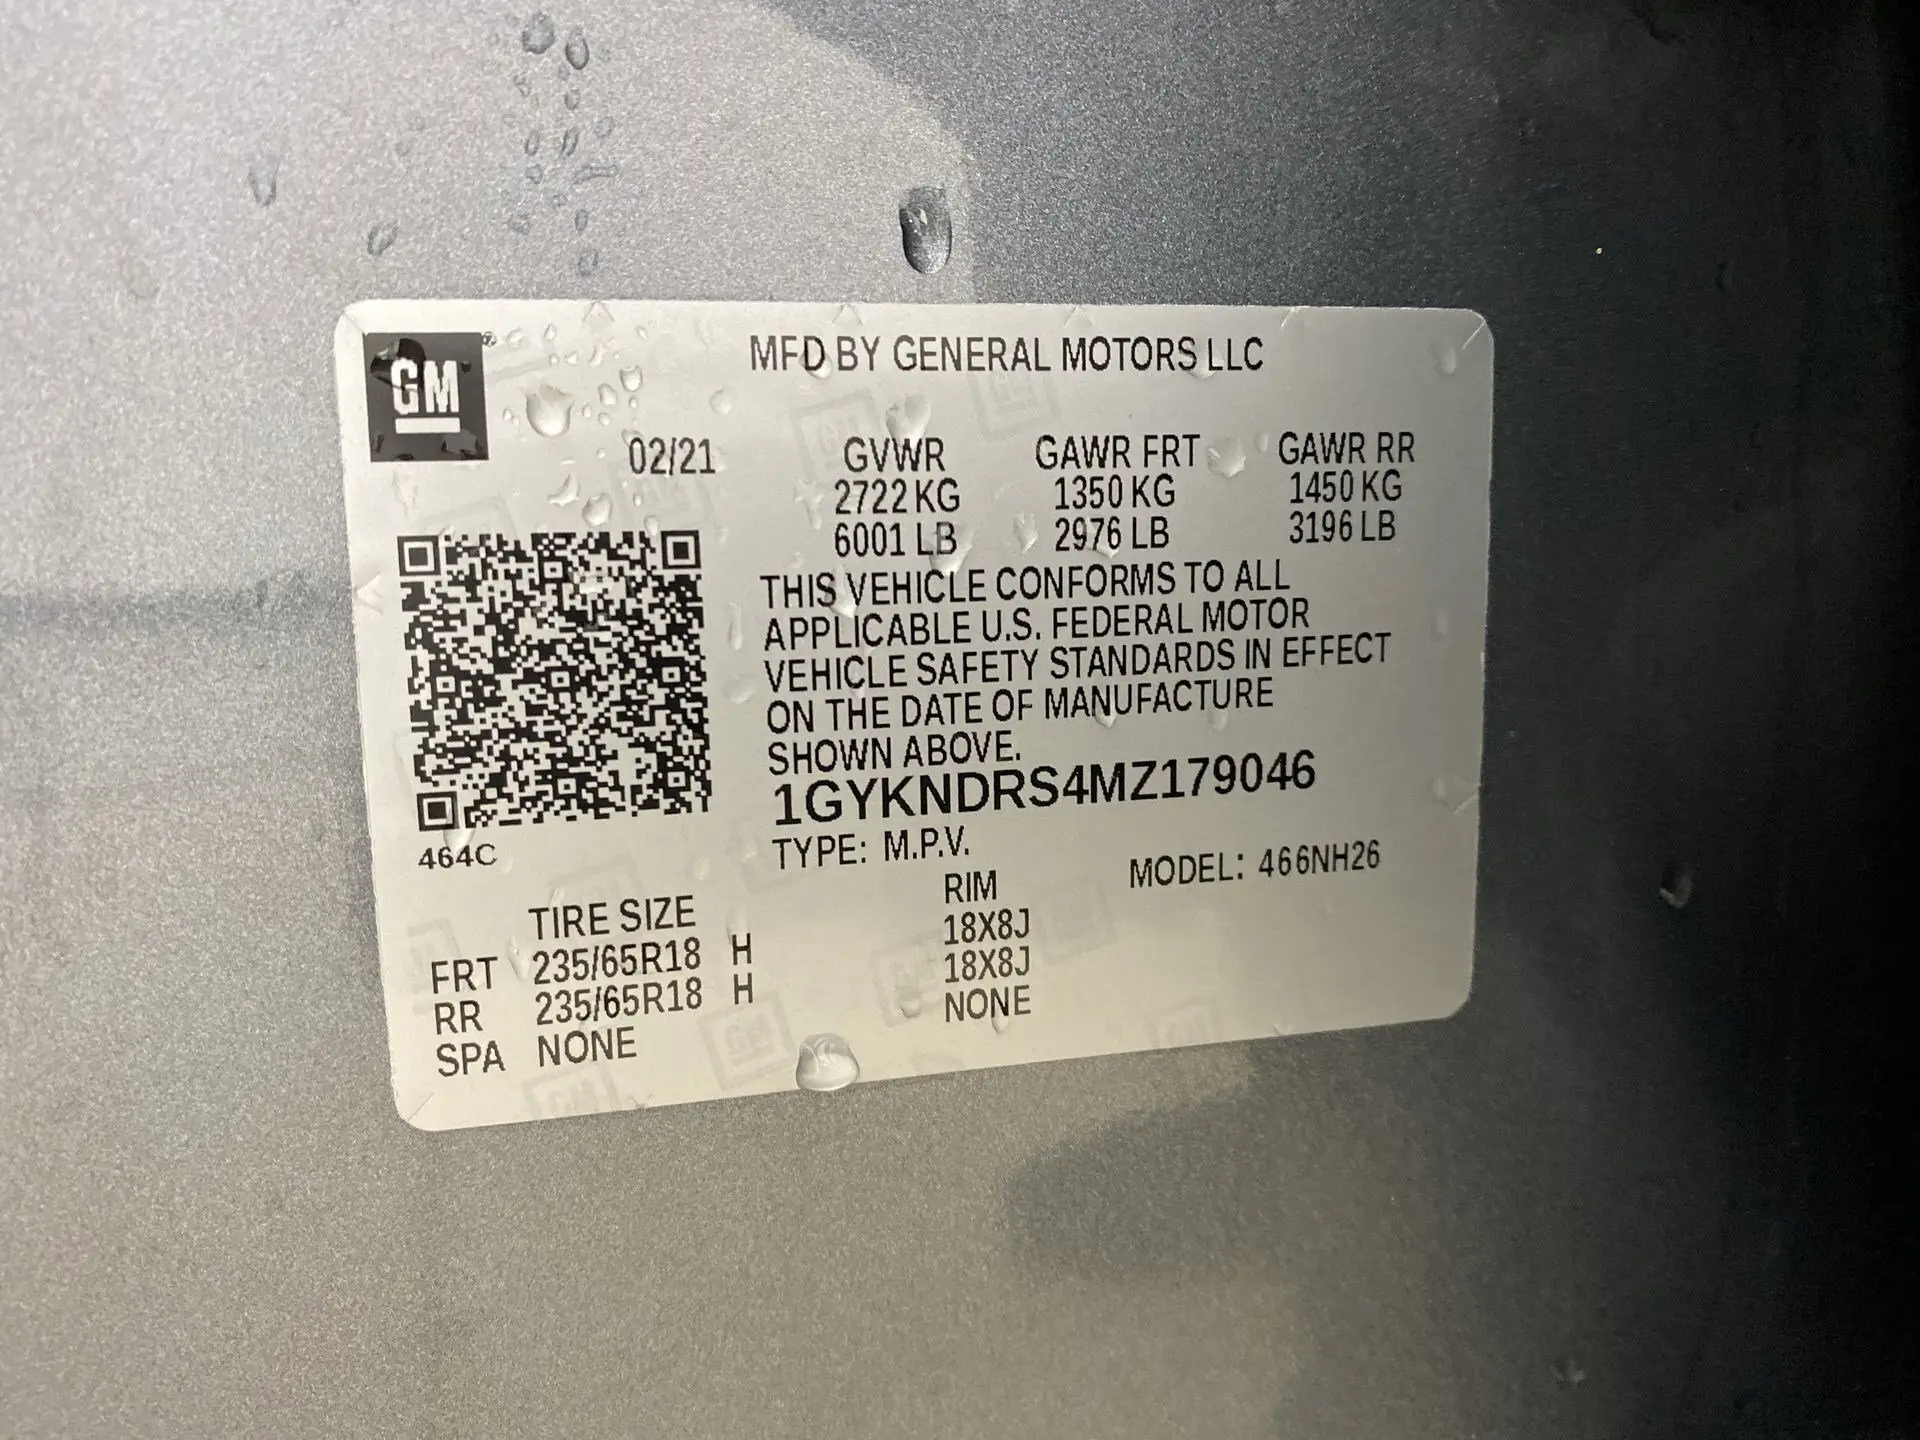 GM
MFD BY GENERAL MOTORS LLC
02/21 GVWR GAWR FRT GAWR RR
2722 KG 1350 KG 1450 KG
6001 LB 2976 LB 3196 LB
THIS VEHICLE CONFORMS TO ALL
APPLICABLE U.S. FEDERAL MOTOR
VEHICLE SAFETY STANDARDS IN EFFECT
ON THE DATE OF MANUFACTURE
SHOWN ABOVE.
1GYKNDRS4MZ179046
464C
TYPE: M.P.V. MODEL: 466NH26
TIRE SIZE RIM
FRT 235/65R18 H 18X8J
RR 235/65R18 H 18X8J
SPA NONE NONE